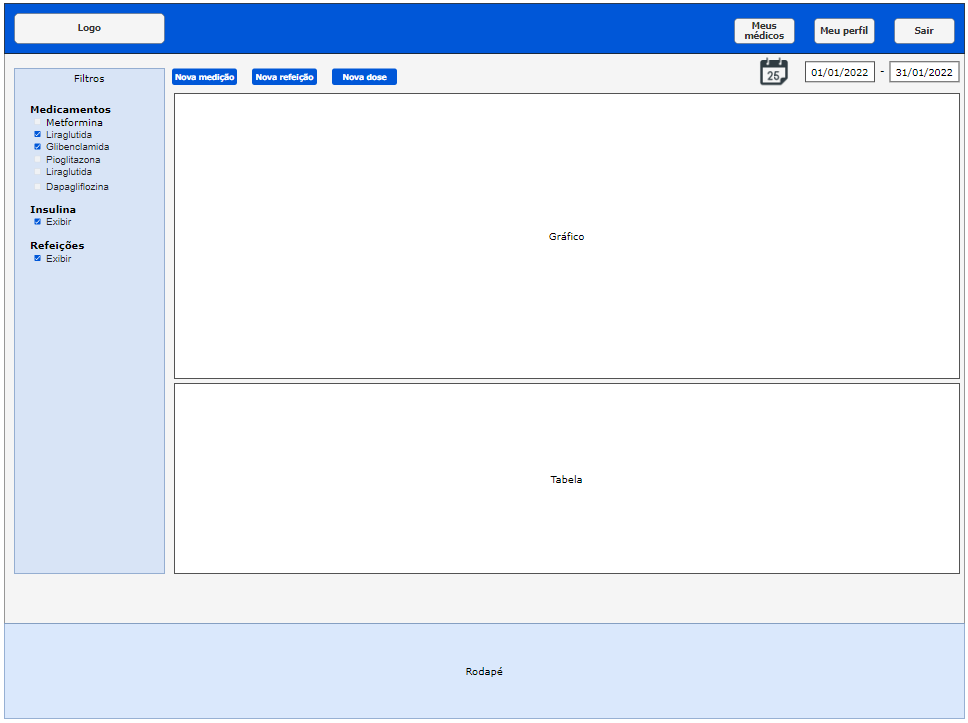 Logo
Meus
médicos
Meu perfil
Sair
Filtros
Nova medição
Nova refeição
Nova dose
25
01/01/2022 - 31/01/2022
Medicamentos
Metformina
Liraglutida
Glibenclamida
Pioglitazona
Liraglutida
Dapagliflozina
Insulina
Exibir
Refeições
Exibir
Gráfico
Tabela
Rodapé